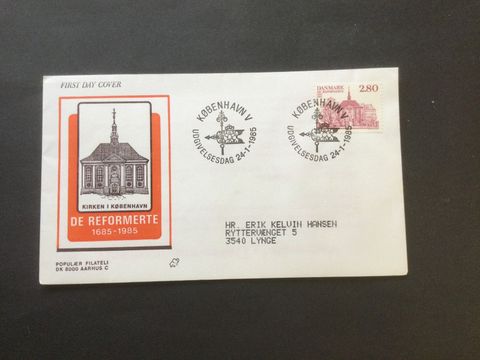 FIRST DAY COVER
KIRKEN I KØBENHAVN
DE REFORMERTE
1685-1985
POPULÆR FILATELI
DK 8000 AARHUS C
KØBENHAVN V
UDGIVELSESDAG 24-1-1985
KØBENHAVN V
UDGIVELSESDAG 24-1-1985
DANMARK
2.80
HR. ERIK KELVIN HANSEN
RYTTERVÆNGET 5
3540 LYNGE